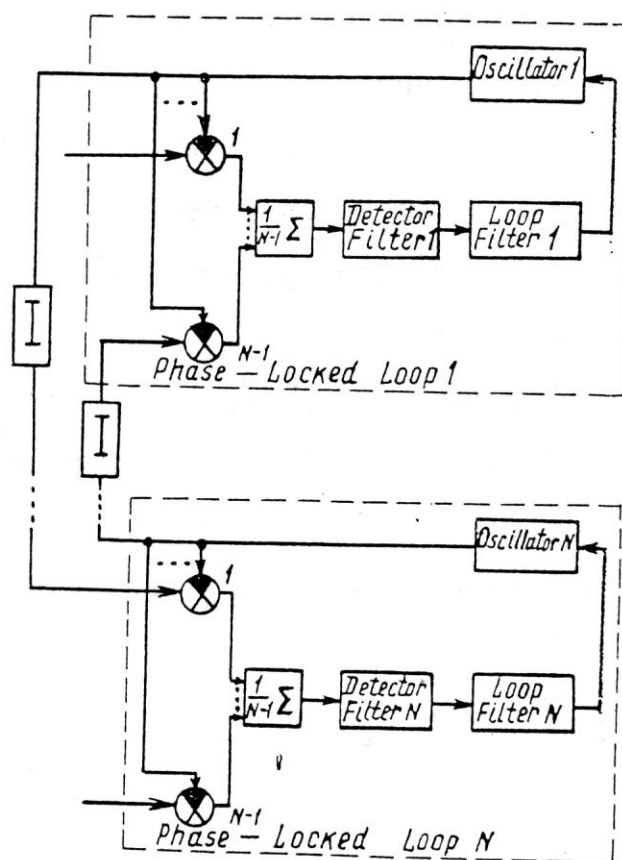 Oscillator 1
1
1/N-1 Σ
Detector
Filter 1
Loop
Filter 1
I
N-1
Phase - Locked Loop 1
I
Oscillator N
1
1/N-1 Σ
Detector
Filter N
Loop
Filter N
N-1
Phase - Locked Loop N